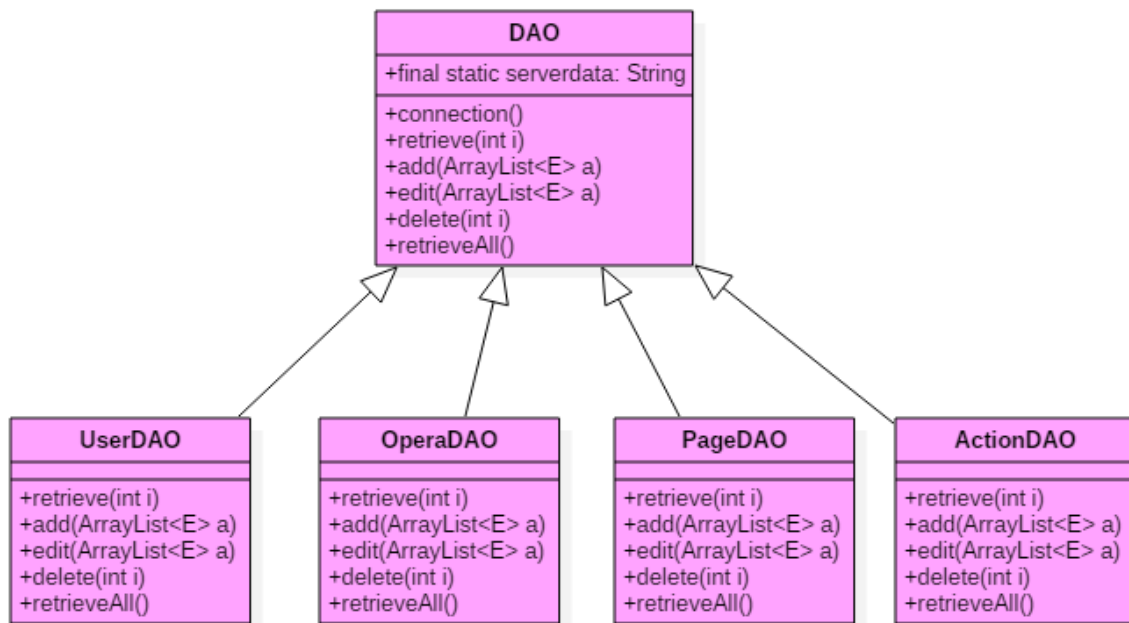 DAO
+final static serverdata: String
+connection()
+retrieve(int i)
+add(ArrayList<E> a)
+edit(ArrayList<E> a)
+delete(int i)
+retrieveAll()
UserDAO
+retrieve(int i)
+add(ArrayList<E> a)
+edit(ArrayList<E> a)
+delete(int i)
+retrieveAll()
OperaDAO
+retrieve(int i)
+add(ArrayList<E> a)
+edit(ArrayList<E> a)
+delete(int i)
+retrieveAll()
PageDAO
+retrieve(int i)
+add(ArrayList<E> a)
+edit(ArrayList<E> a)
+delete(int i)
+retrieveAll()
ActionDAO
+retrieve(int i)
+add(ArrayList<E> a)
+edit(ArrayList<E> a)
+delete(int i)
+retrieveAll()